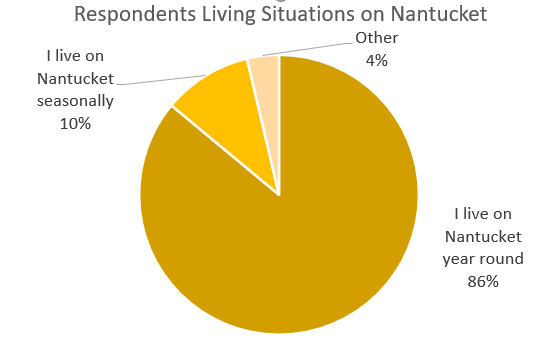 Respondents Living Situations on Nantucket
Other
4%
I live on
Nantucket
seasonally
10%
I live on
Nantucket
year round
86%